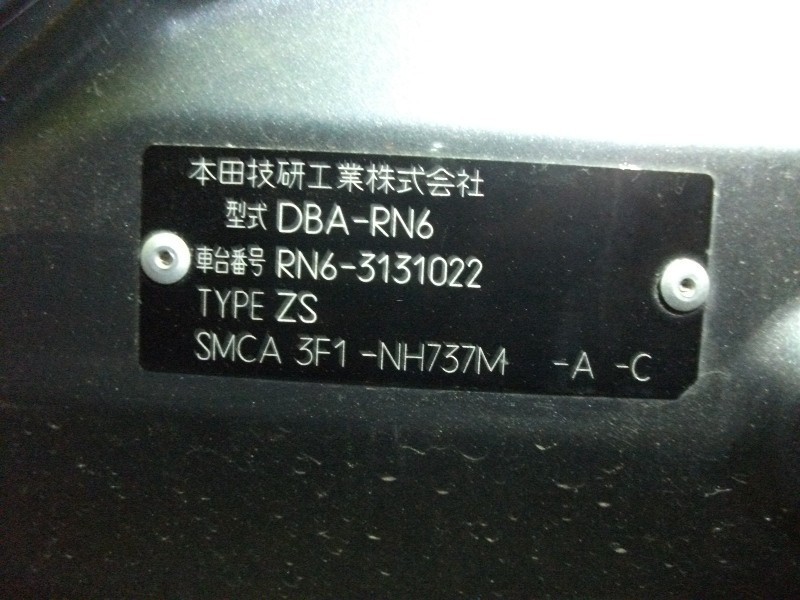 本田技研工業株式会社
型式 DBA-RN6
車台番号 RN6-3131022
TYPE ZS
SMCA 3F1 -NH737M -A -C